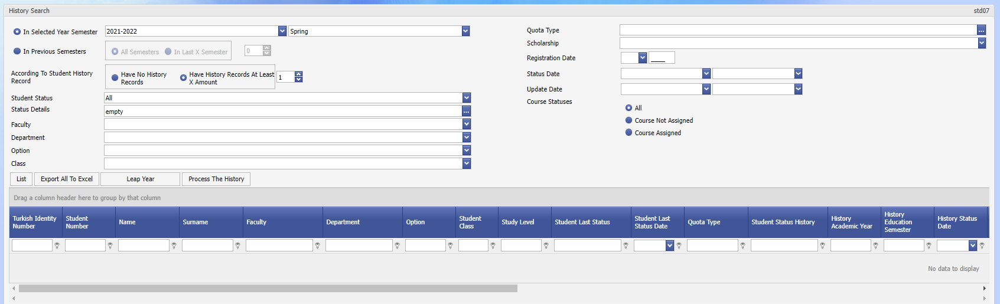 History Search std07
In Selected Year Semester 2021-2022 Spring
In Previous Semesters All Semesters In Last X Semester 0
According To Student History
Record
Have No History
Records
Have History Records At Least
X Amount
1
Student Status All
Status Details empty
Faculty
Department
Option
Class
Quota Type ...
Scholarship
Registration Date ____
Status Date
Update Date
Course Statuses
All
Course Not Assigned
Course Assigned
List Export All To Excel Leap Year Process The History
Drag a column header here to group by that column
Turkish Identity
Number
Student
Number
Name
Surname
Faculty
Department
Option
Student
Class
Study Level
Student Last Status
Student Last
Status Date
Quota Type
Student Status History
History
Academic Year
History
Education
Semester
History Status
Date
No data to display